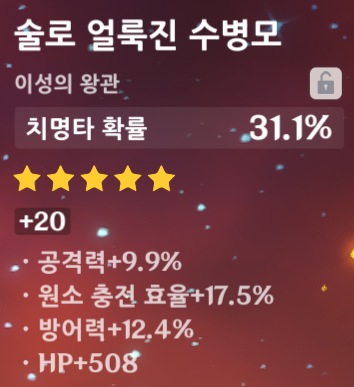 술로 얼룩진 수병모
이성의 왕관
치명타 확률 31.1%
+20
· 공격력+9.9%
· 원소 충전 효율+17.5%
· 방어력+12.4%
· HP+508